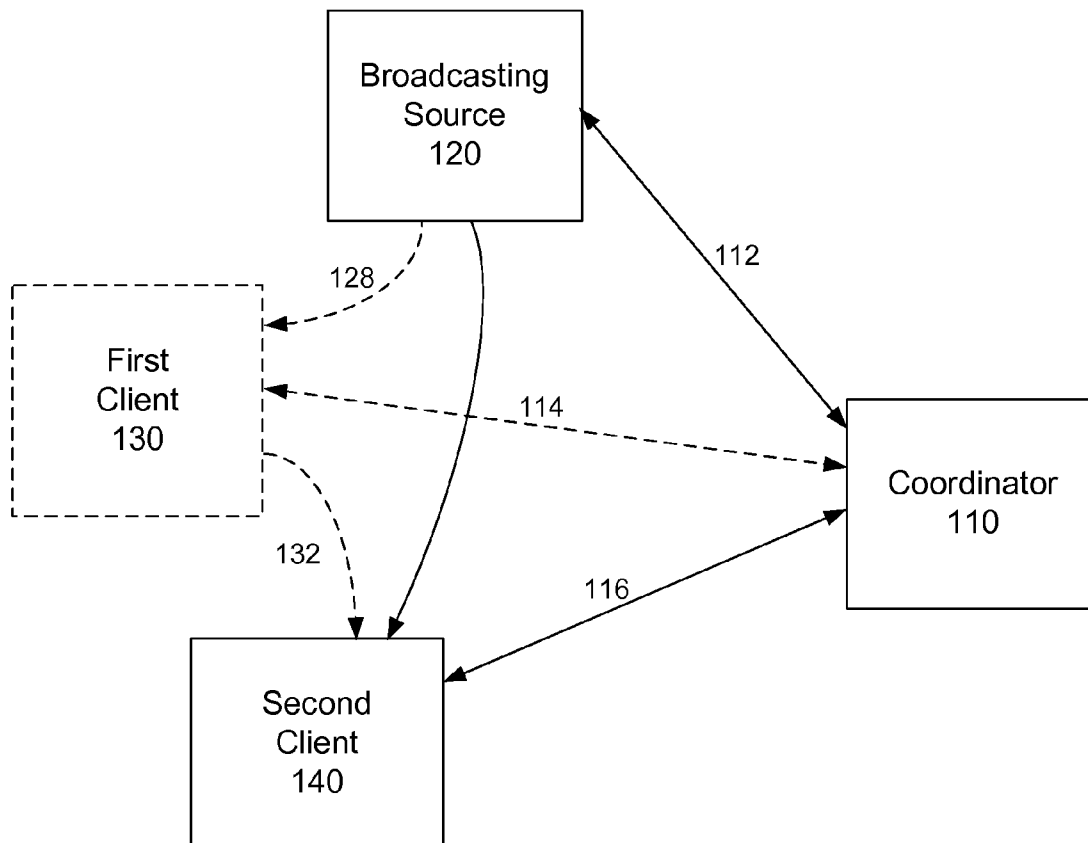 Broadcasting
Source
120
112
128
First
Client
130
114
Coordinator
110
132
116
Second
Client
140